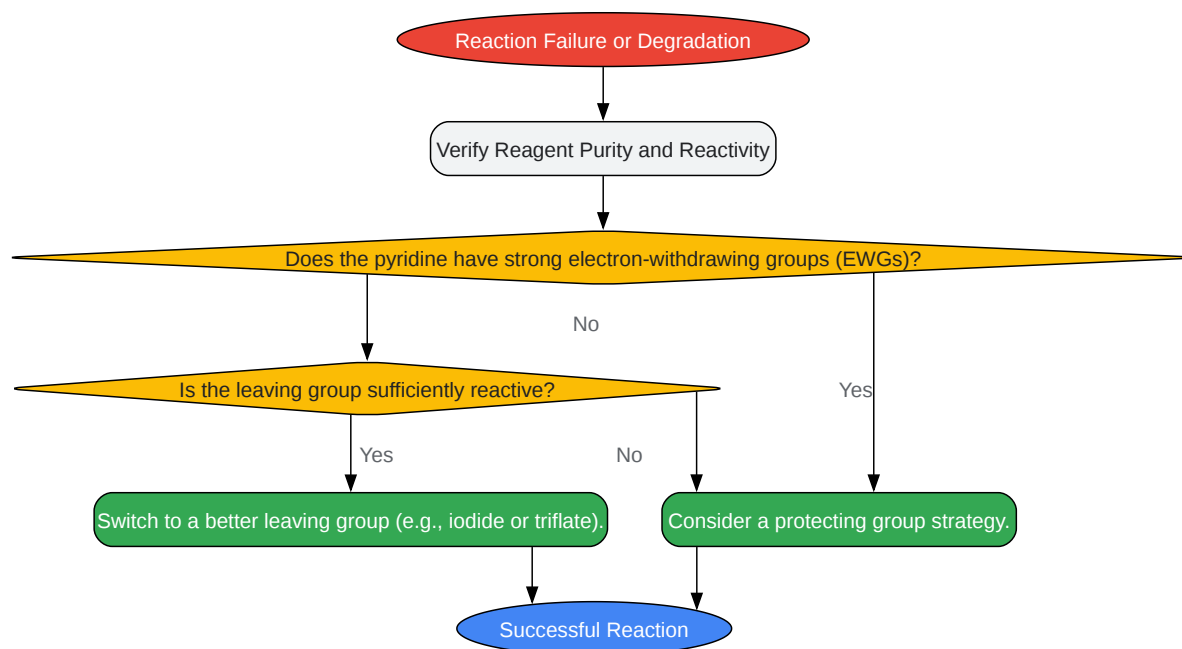 Reaction Failure or Degradation
Verify Reagent Purity and Reactivity
Does the pyridine have strong electron-withdrawing groups (EWGs)?
No
Is the leaving group sufficiently reactive?
Yes
Yes
No
Switch to a better leaving group (e.g., iodide or triflate).
Consider a protecting group strategy.
Successful Reaction